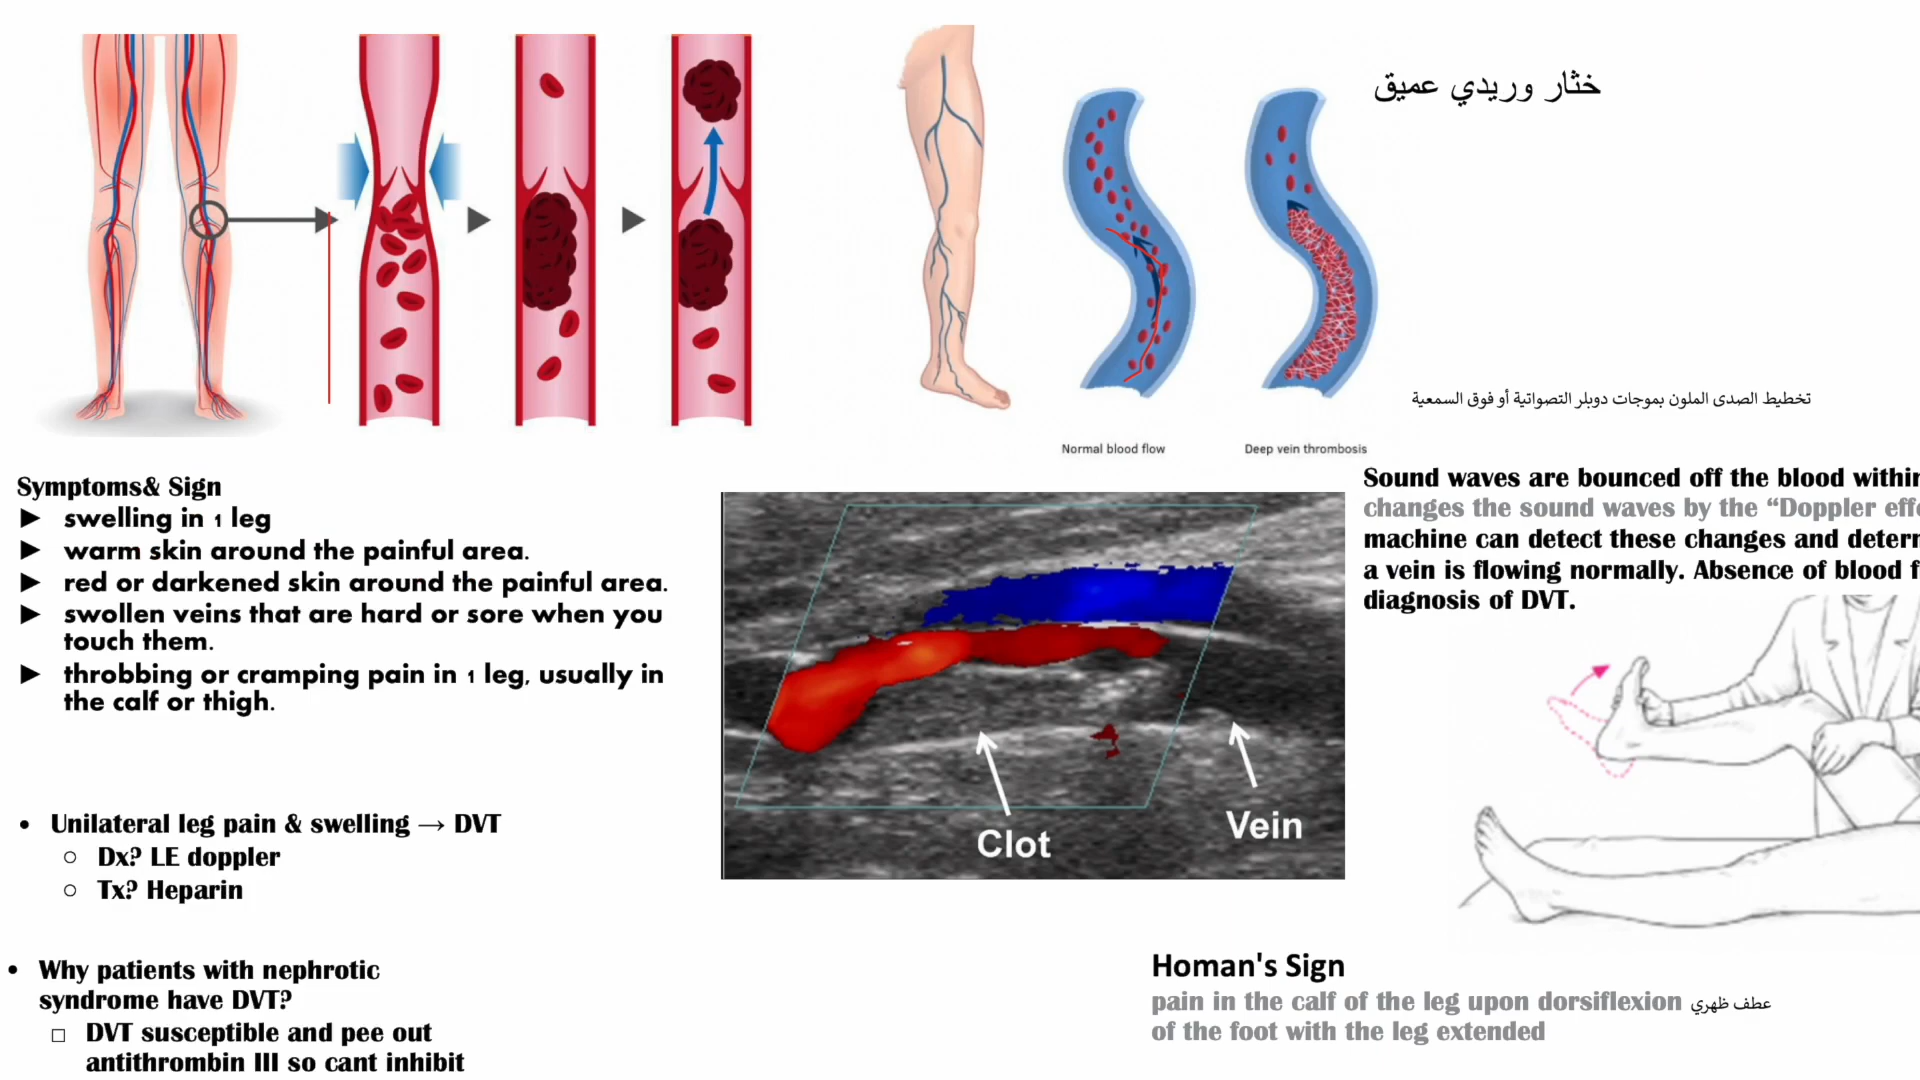 خثار وريدي عميق
تخطيط الصدى الملون بموجات دوبلر التصواتية أو فوق السمعية
Normal blood flow
Deep vein thrombosis
Symptoms& Sign
► swelling in 1 leg
► warm skin around the painful area.
► red or darkened skin around the painful area.
► swollen veins that are hard or sore when you
touch them.
► throbbing or cramping pain in 1 leg, usually in
the calf or thigh.
Sound waves are bounced off the blood within
changes the sound waves by the “Doppler effe
machine can detect these changes and determ
a vein is flowing normally. Absence of blood f
diagnosis of DVT.
Clot
Vein
• Unilateral leg pain & swelling → DVT
○ Dx? LE doppler
○ Tx? Heparin
• Why patients with nephrotic
syndrome have DVT?
□ DVT susceptible and pee out
antithrombin III so cant inhibit
Homan's Sign
pain in the calf of the leg upon dorsiflexion عطف ظهري
of the foot with the leg extended